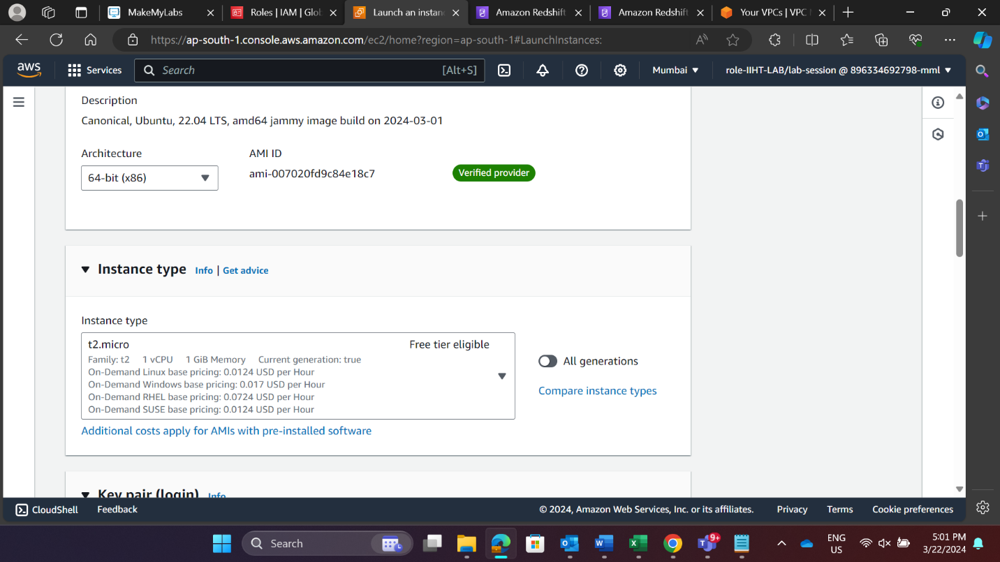 MakeMyLabs
Roles | IAM | Glo
Launch an instan
Amazon Redshift
Amazon Redshift
Your VPCs | VPC
https://ap-south-1.console.aws.amazon.com/ec2/home?region=ap-south-1#LaunchInstances:
aws
Services
Search
[Alt+S]
Mumbai
role-IIHT-LAB/lab-session @ 896334692798-mml
Description
Canonical, Ubuntu, 22.04 LTS, amd64 jammy image build on 2024-03-01
Architecture
AMI ID
64-bit (x86)
ami-007020fd9c84e18c7
Verified provider
Instance type Info | Get advice
Instance type
t2.micro
Free tier eligible
Family: t2 1 vCPU 1 GiB Memory Current generation: true
On-Demand Linux base pricing: 0.0124 USD per Hour
On-Demand Windows base pricing: 0.017 USD per Hour
On-Demand RHEL base pricing: 0.0724 USD per Hour
On-Demand SUSE base pricing: 0.0124 USD per Hour
All generations
Compare instance types
Additional costs apply for AMIs with pre-installed software
Key pair (login) Info
CloudShell
Feedback
© 2024, Amazon Web Services, Inc. or its affiliates.
Privacy
Terms
Cookie preferences
Search
9+
ENG
US
5:01 PM
3/22/2024